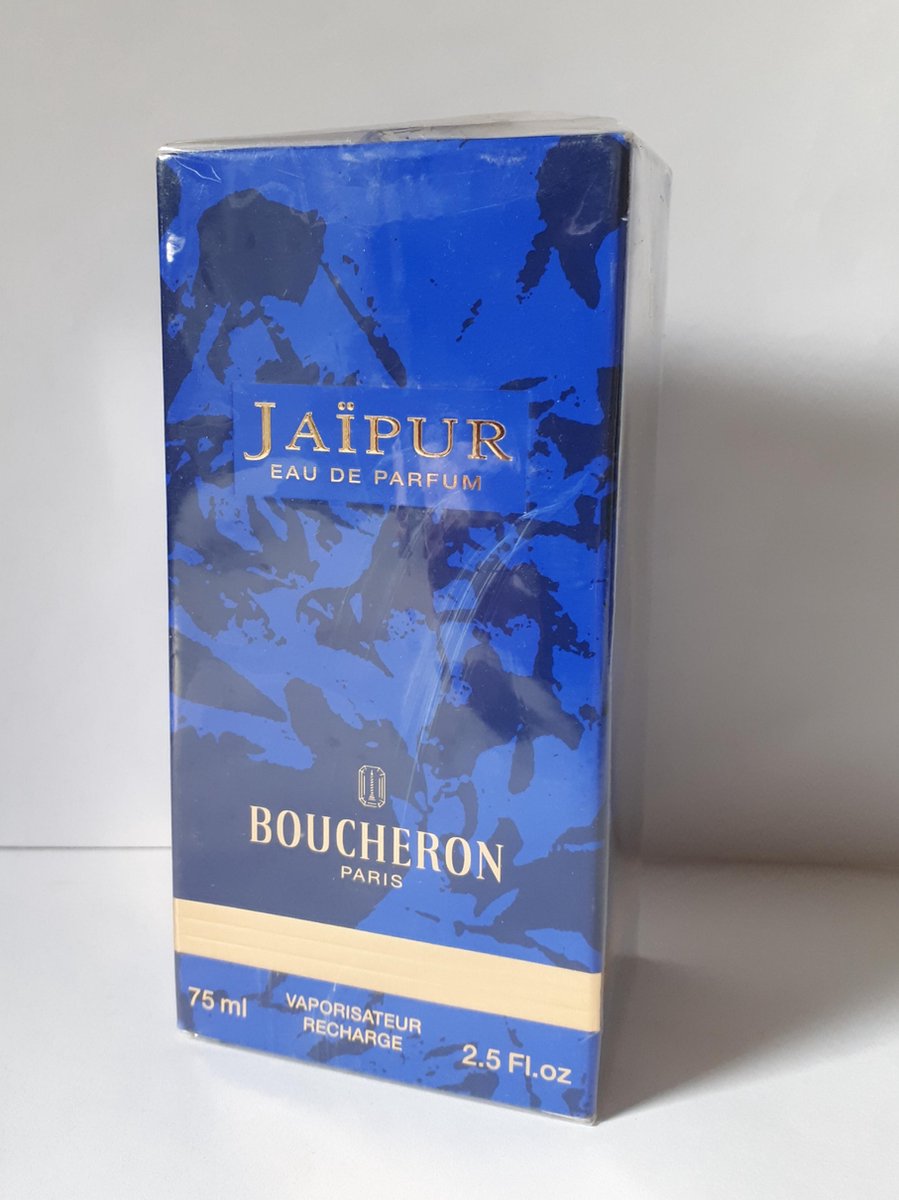 JAÏPUR
EAU DE PARFUM
BOUCHERON
PARIS
75 ml
VAPORISATEUR
RECHARGE
2.5 Fl.oz